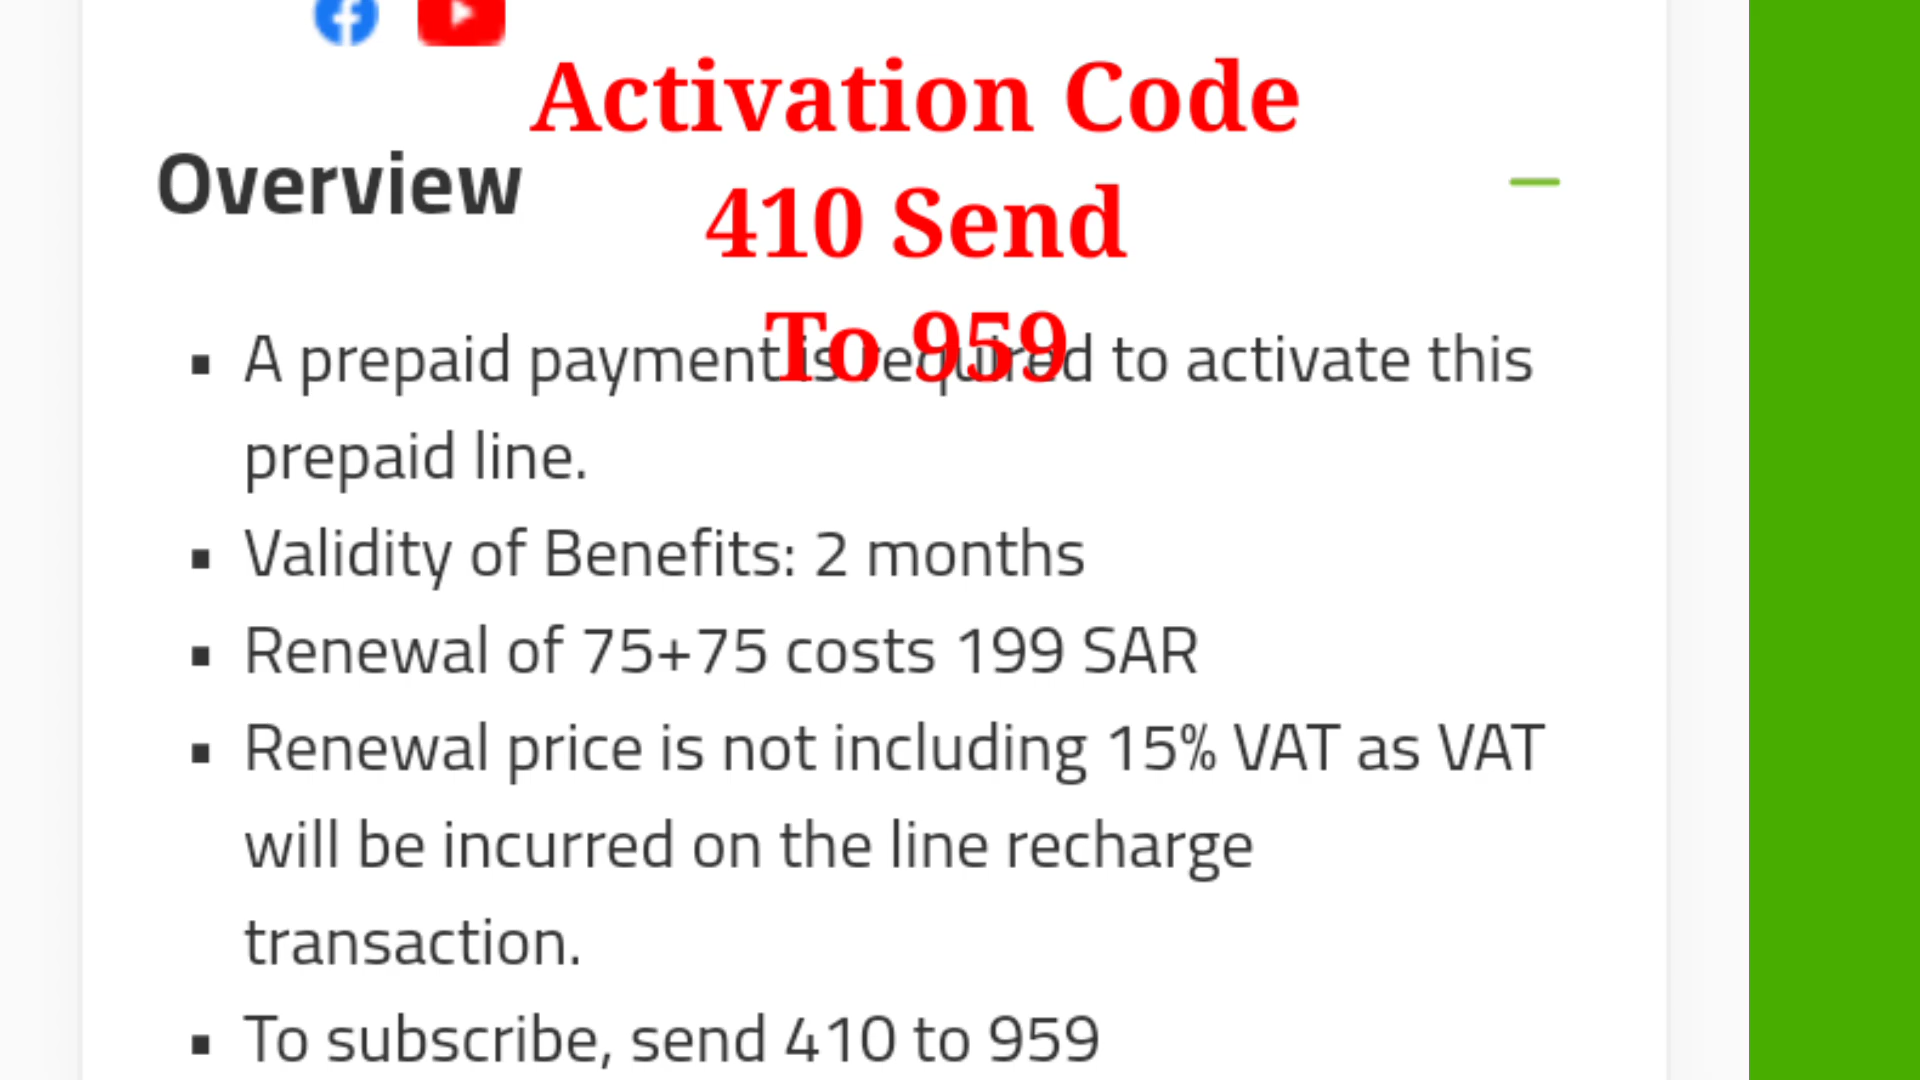 Activation Code
Overview
410 Send
To 959
A prepaid payment is required to activate this
prepaid line.
Validity of Benefits: 2 months
Renewal of 75+75 costs 199 SAR
Renewal price is not including 15% VAT as VAT
will be incurred on the line recharge
transaction.
To subscribe, send 410 to 959